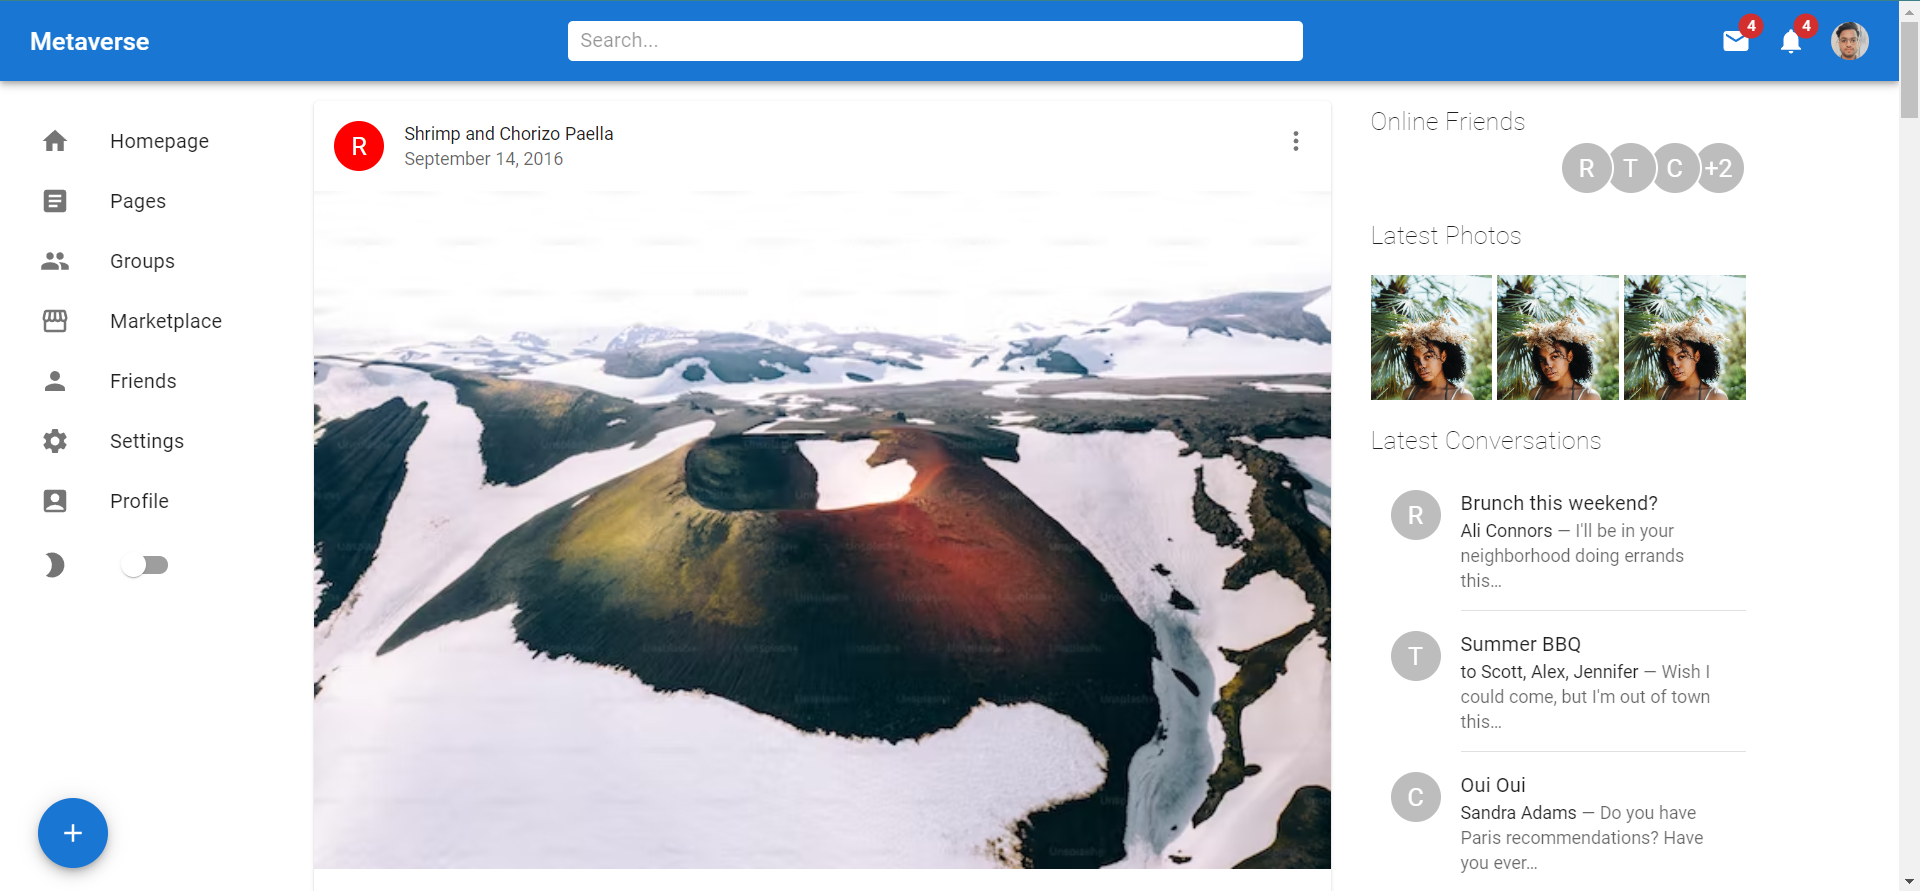 Metaverse
Search...
4
4
Homepage
Pages
Groups
Marketplace
Friends
Settings
Profile
R
Shrimp and Chorizo Paella
September 14, 2016
Online Friends
R T C +2
Latest Photos
Latest Conversations
R
Brunch this weekend?
Ali Connors — I'll be in your
neighborhood doing errands
this…
T
Summer BBQ
to Scott, Alex, Jennifer — Wish I
could come, but I'm out of town
this…
C
Oui Oui
Sandra Adams — Do you have
Paris recommendations? Have
you ever…